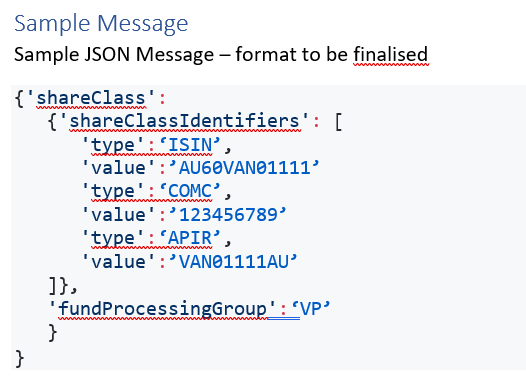 Sample Message
Sample JSON Message – format to be finalised
{'shareClass':
{'shareClassIdentifiers': [
'type':‘ISIN’,
'value':’AU60VAN01111’
'type':‘COMC’,
'value':’123456789’
'type':‘APIR’,
'value':’VAN01111AU’
]},
'fundProcessingGroup':‘VP’
}
}